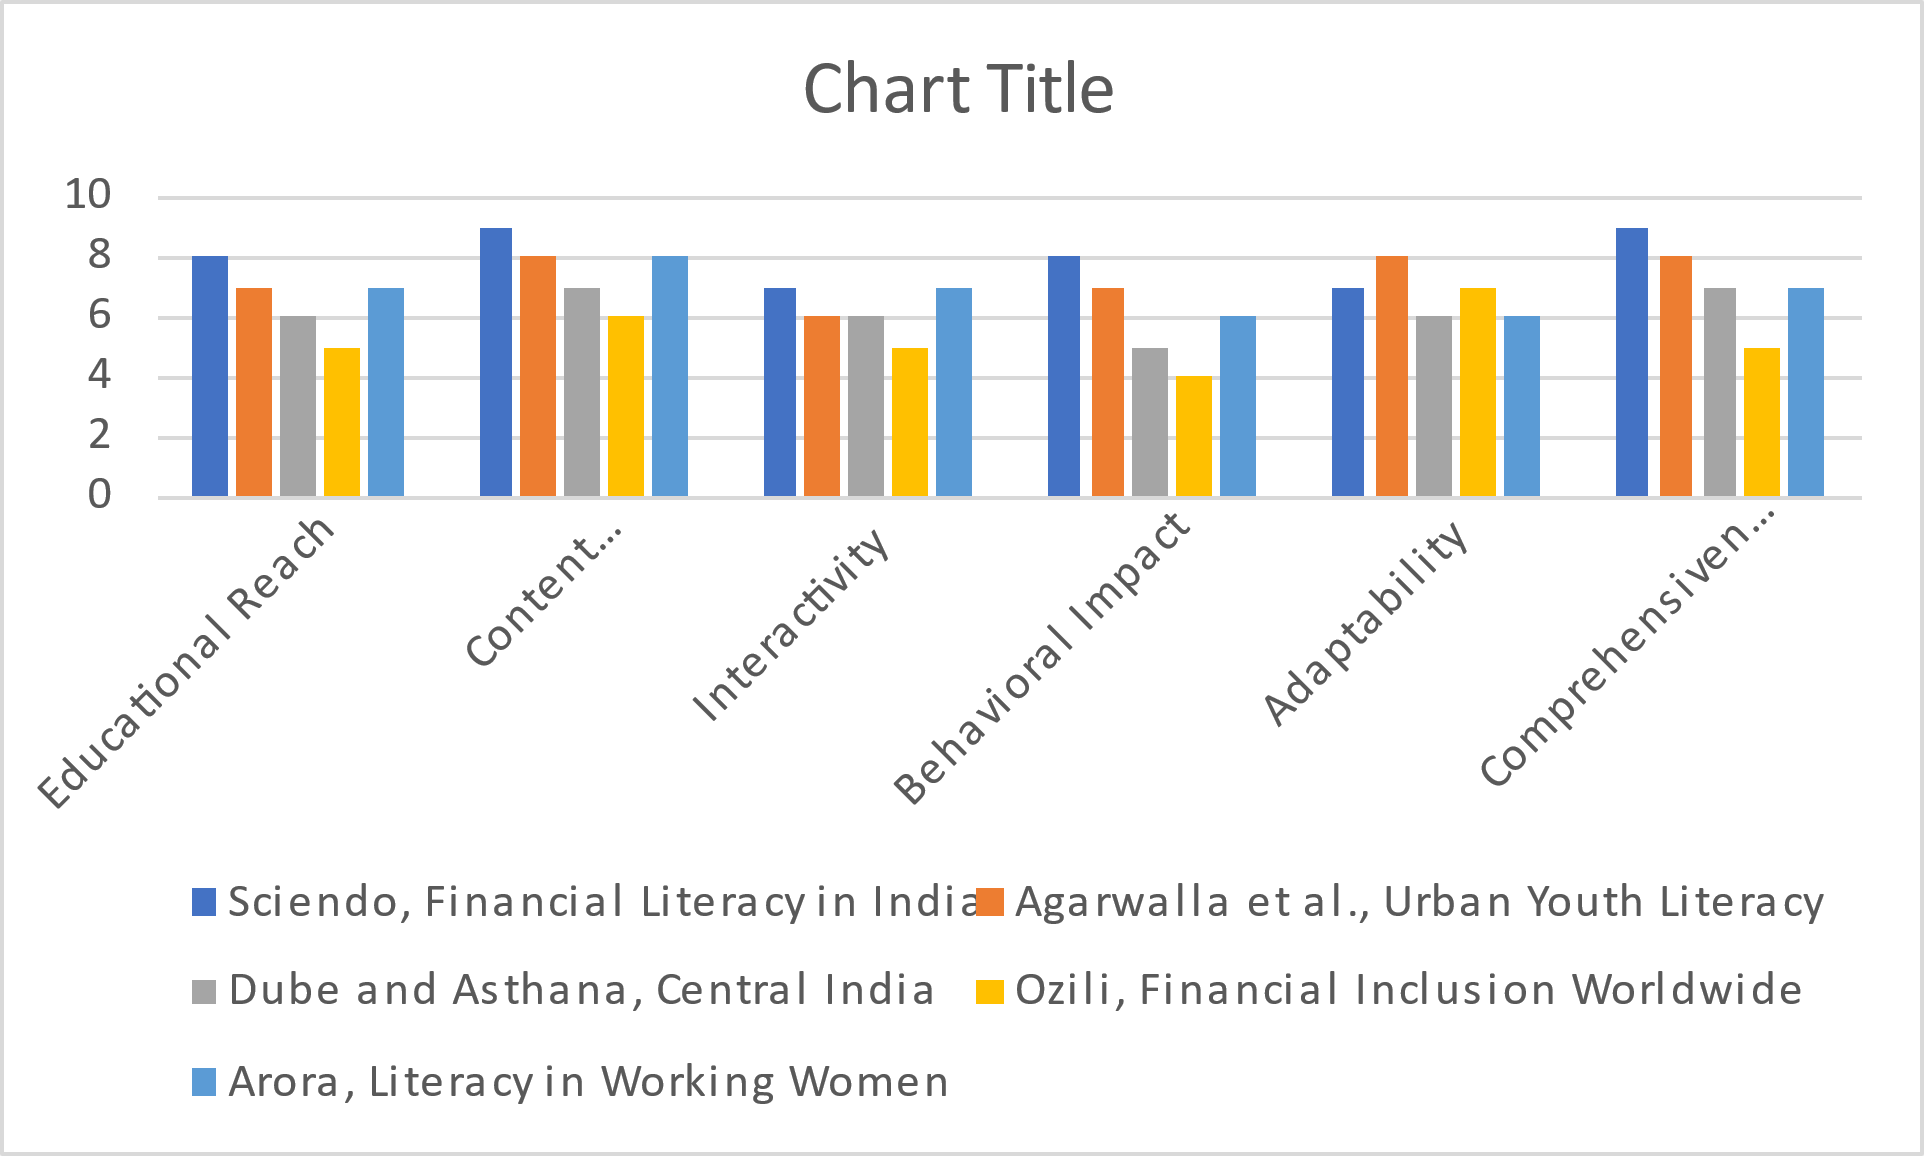 Chart Title
10
8
6
4
2
0
Educational Reach
Content...
Interactivity
Behavioral Impact
Adaptability
Comprehensiven...
Sciendo, Financial Literacy in India
Agarwalla et al., Urban Youth Literacy
Dube and Asthana, Central India
Ozili, Financial Inclusion Worldwide
Arora, Literacy in Working Women